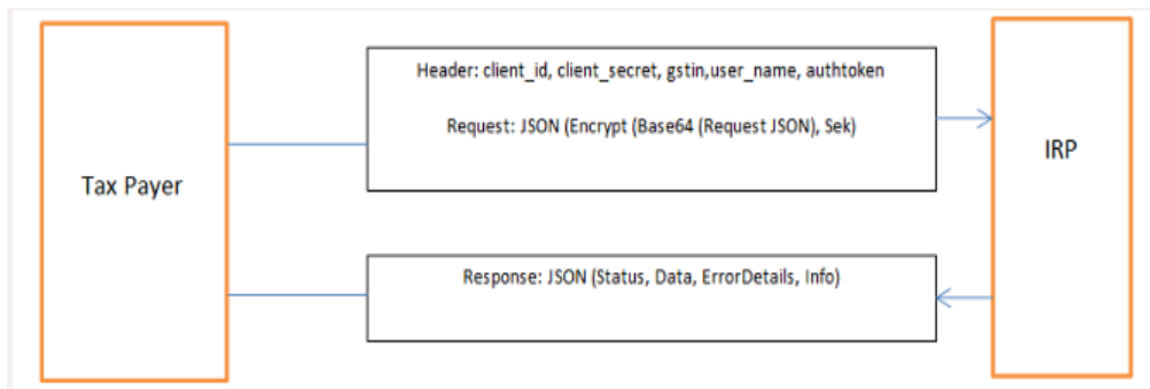 Tax Payer
Header: client_id, client_secret, gstin,user_name, authtoken
Request: JSON (Encrypt (Base64 (Request JSON), Sek)
Response: JSON (Status, Data, ErrorDetails, Info)
IRP